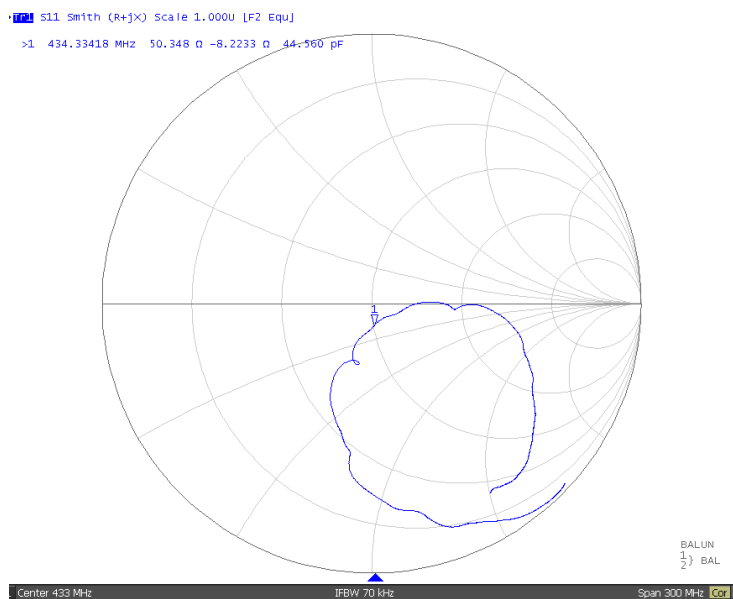 Tr1 S11 Smith (R+jX) Scale 1.000U [F2 Equ]
>1 434.33418 MHz 50.348 Ω -8.2233 Ω 44.560 pF
1
BALUN
1
2} BAL
Center 433 MHz IFBW 70 kHz Span 300 MHz Cor